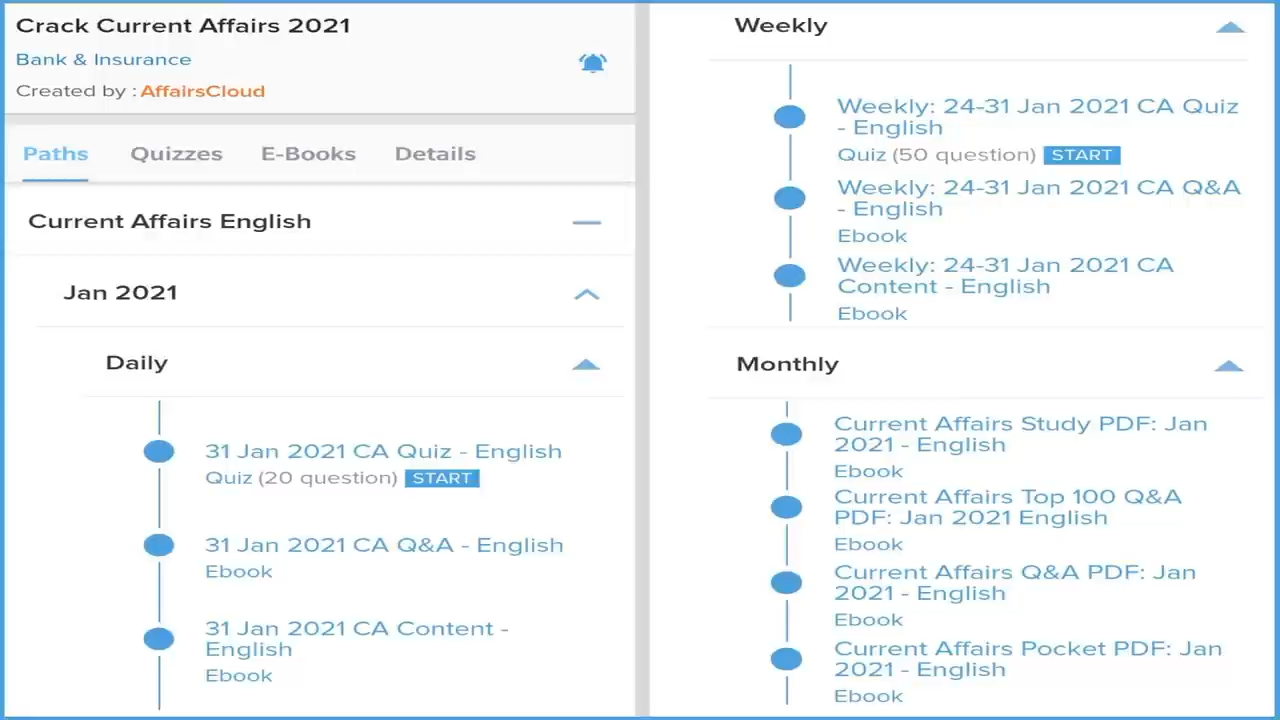 Crack Current Affairs 2021
Bank & Insurance
Created by : AffairsCloud
Paths Quizzes E-Books Details
Current Affairs English
Jan 2021
Daily
31 Jan 2021 CA Quiz - English
Quiz (20 question) START
31 Jan 2021 CA Q&A - English
Ebook
31 Jan 2021 CA Content -
English
Ebook
Weekly
Weekly: 24-31 Jan 2021 CA Quiz
- English
Quiz (50 question) START
Weekly: 24-31 Jan 2021 CA Q&A
- English
Ebook
Weekly: 24-31 Jan 2021 CA
Content - English
Ebook
Monthly
Current Affairs Study PDF: Jan
2021 - English
Ebook
Current Affairs Top 100 Q&A
PDF: Jan 2021 English
Ebook
Current Affairs Q&A PDF: Jan
2021 - English
Ebook
Current Affairs Pocket PDF: Jan
2021 - English
Ebook